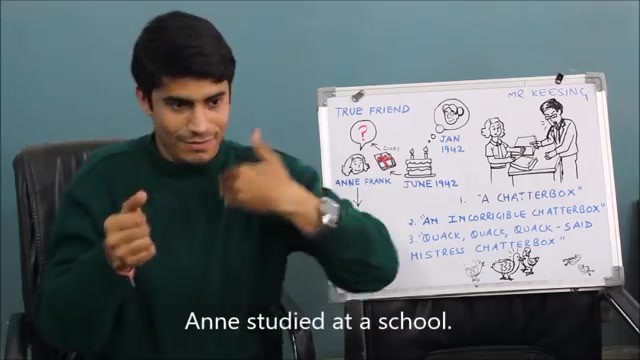 TRUE FRIEND
MR. KEESING
?
DIARY
JAN
1942
ANNE FRANK
JUNE 1942
1. "A CHATTERBOX"
2. "AN INCORRIGIBLE CHATTERBOX"
3. "QUACK, QUACK, QUACK - SAID
MISTRESS CHATTERBOX"
Anne studied at a school.